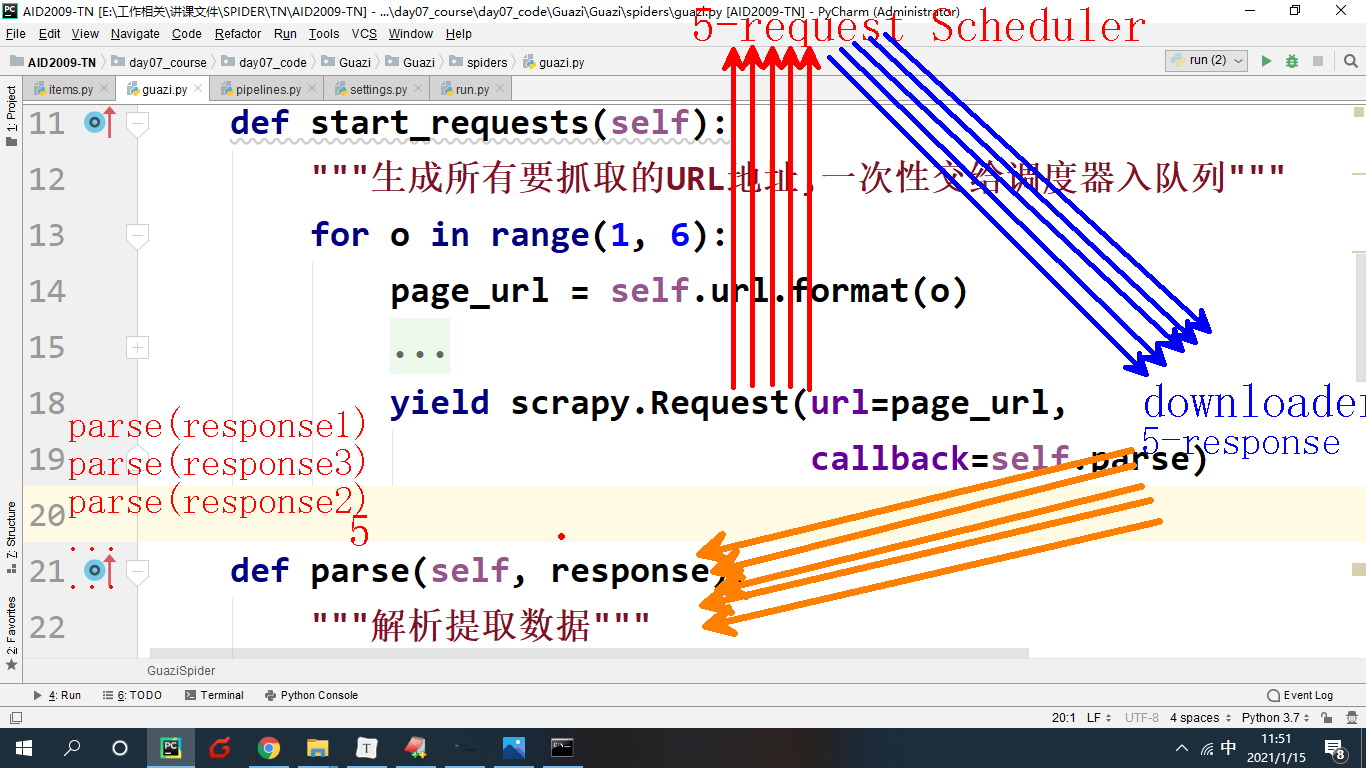 AID2009-TN [E:\工作相关\讲课文件\SPIDER\TN\AID2009-TN] - ...\day07_course\day07_code\Guazi\Guazi\spiders\guazi.py [AID2009-TN] - PyCharm (Administrator)
File Edit View Navigate Code Refactor Run Tools VCS Window Help
5-request Scheduler
AID2009-TN day07_course day07_code Guazi Guazi spiders guazi.py run (2)
items.py guazi.py pipelines.py settings.py run.py
1: Project
11 def start_requests(self):
12 """生成所有要抓取的URL地址,一次性交给调度器入队列"""
13 for o in range(1, 6):
14 page_url = self.url.format(o)
15 ...
18 yield scrapy.Request(url=page_url,
downloader
parse(response1)
5-response
19 callback=self.parse)
parse(response3)
parse(response2)
20
5
21 def parse(self, response):
22 """解析提取数据"""
7: Structure
2: Favorites
GuaziSpider
4: Run 6: TODO Terminal Python Console Event Log
20:1 LF UTF-8 4 spaces Python 3.7
中 11:51
2021/1/15
8